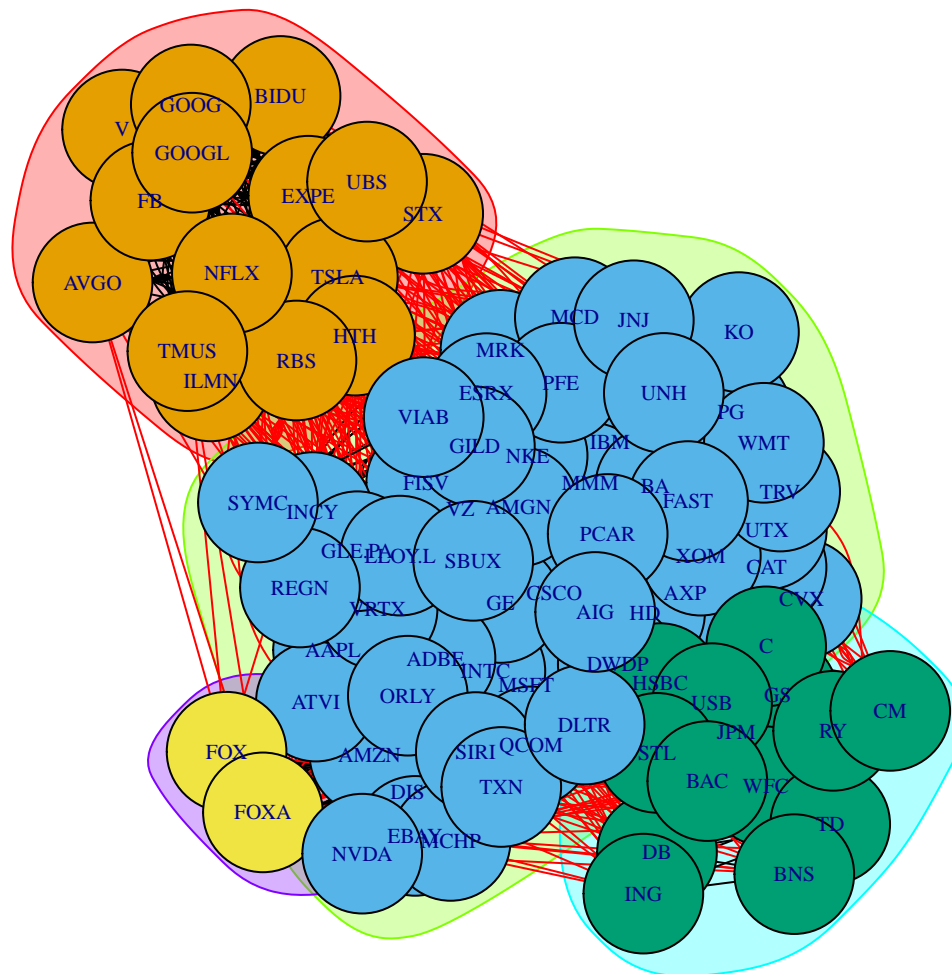 BIDU
GOOG
V
GOOGL
UBS
EXPE
FB
STX
NFLX
TSLA
AVGO
MCD
JNJ
KO
HTH
TMUS
MRK
RBS
ILMN
ESRX
PFE
UNH
PG
VIAB
IBM
WMT
GILD
NKE
FISV
MMM
BA
TRV
SYMC
INCY
VZ
AMGN
FAST
UTX
PCAR
GLE.PA
LLOY.L
SBUX
XOM
CAT
REGN
CSCO
AXP
CVX
VRTX
GE
AIG
HD
AAPL
ADBE
INTC
DWDP
C
MSFT
HSBC
ATVI
ORLY
USB
GS
CM
DLTR
JPM
RY
FOX
AMZN
SIRI
QCOM
STL
TXN
BAC
WFC
DIS
FOXA
EBAY
MCHP
TD
NVDA
DB
BNS
ING